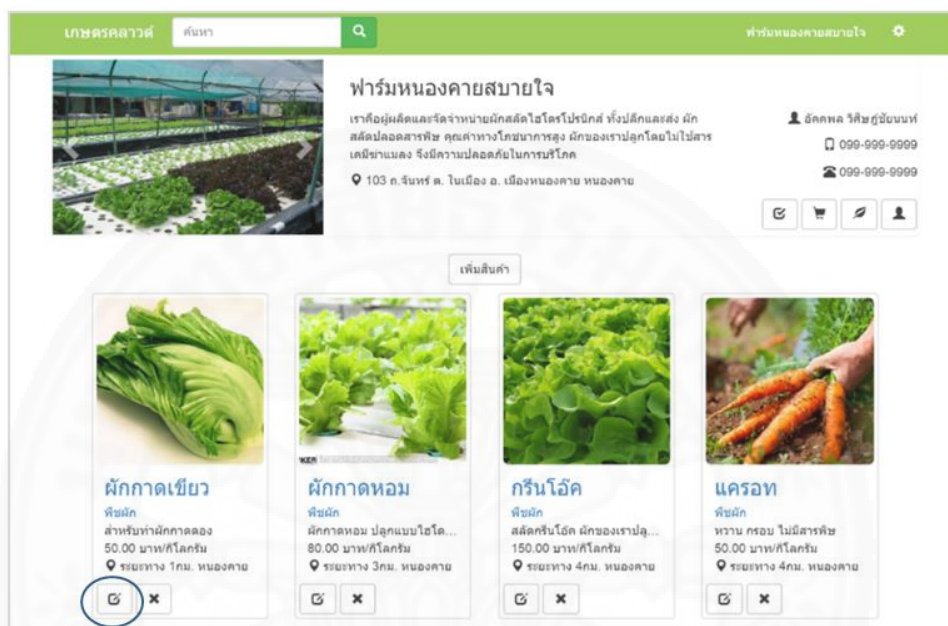 เกษตรคลาวด์
ค้นหา
ฟาร์มหนองคายสบายใจ
ฟาร์มหนองคายสบายใจ
เราคือผู้ผลิตและจัดจำหน่ายผักสลัดไฮโดรโปรนิกส์ ทั้งปลีกและส่ง ผัก
สลัดปลอดสารพิษ คุณค่าทางโภชนาการสูง ผักของเราปลูกโดยไม่ใช่สาร
เคมีฆ่าแมลง จึงมีความปลอดภัยในการบริโภค
103 ถ.จันทร์ ต. ในเมือง อ. เมืองหนองคาย หนองคาย
อัคคพล วิศิษฎ์ชัยนนท์
099-999-9999
099-999-9999
เพิ่มสินค้า
ผักกาดเขียว
พืชผัก
สำหรับทำผักกาดดอง
50.00 บาท/กิโลกรัม
ระยะทาง 1กม. หนองคาย
ผักกาดหอม
พืชผัก
ผักกาดหอม ปลูกแบบไฮโด...
80.00 บาท/กิโลกรัม
ระยะทาง 3กม. หนองคาย
กรีนโอ๊ค
พืชผัก
สลัดกรีนโอ๊ค ผักของเราปลู...
150.00 บาท/กิโลกรัม
ระยะทาง 4กม. หนองคาย
แครอท
พืชผัก
หวาน กรอบ ไม่มีสารพิษ
50.00 บาท/กิโลกรัม
ระยะทาง 4กม. หนองคาย